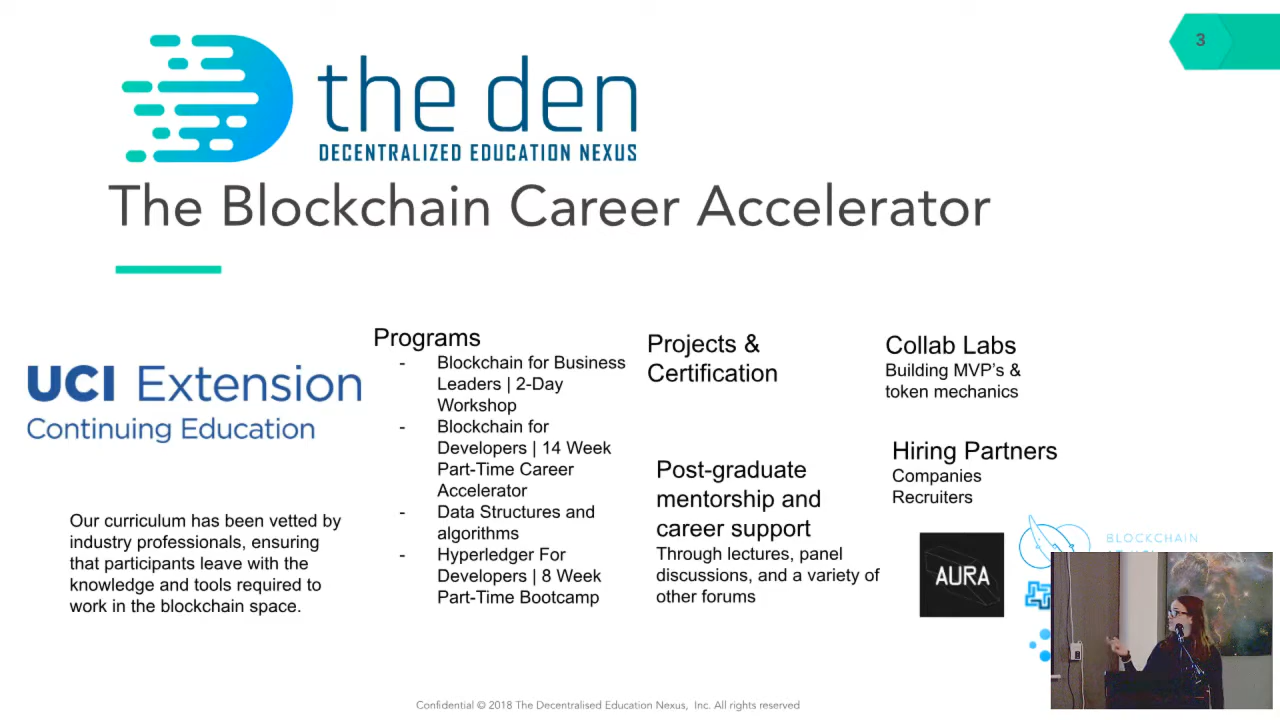 3
the den
DECENTRALIZED EDUCATION NEXUS
The Blockchain Career Accelerator
UCI Extension
Continuing Education
Our curriculum has been vetted by
industry professionals, ensuring
that participants leave with the
knowledge and tools required to
work in the blockchain space.
Programs
- Blockchain for Business
Leaders | 2-Day
Workshop
- Blockchain for
Developers | 14 Week
Part-Time Career
Accelerator
- Data Structures and
algorithms
- Hyperledger For
Developers | 8 Week
Part-Time Bootcamp
Projects &
Certification
Post-graduate
mentorship and
career support
Through lectures, panel
discussions, and a variety of
other forums
Collab Labs
Building MVP's &
token mechanics
Hiring Partners
Companies
Recruiters
AURA
BLOCKCHAIN
Confidential © 2018 The Decentralised Education Nexus, Inc. All rights reserved